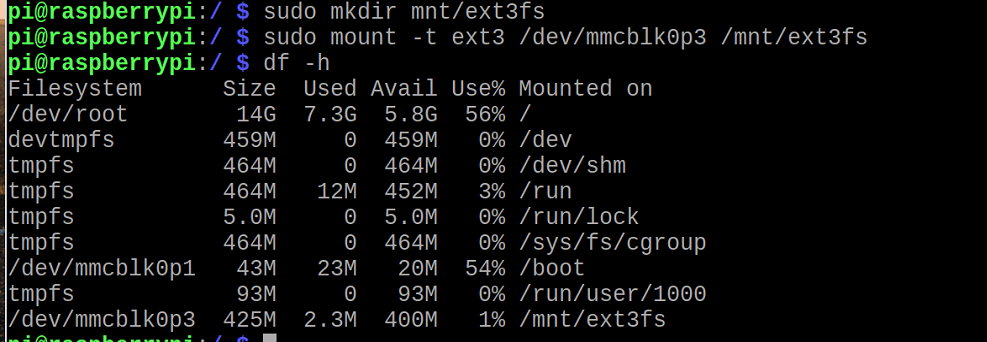 pi@raspberrypi:/ $ sudo mkdir mnt/ext3fs
pi@raspberrypi:/ $ sudo mount -t ext3 /dev/mmcblk0p3 /mnt/ext3fs
pi@raspberrypi:/ $ df -h
Filesystem      Size  Used Avail Use% Mounted on
/dev/root        14G  7.3G  5.8G  56% /
devtmpfs        459M     0  459M   0% /dev
tmpfs           464M     0  464M   0% /dev/shm
tmpfs           464M   12M  452M   3% /run
tmpfs           5.0M     0  5.0M   0% /run/lock
tmpfs           464M     0  464M   0% /sys/fs/cgroup
/dev/mmcblk0p1   43M   23M   20M  54% /boot
tmpfs            93M     0   93M   0% /run/user/1000
/dev/mmcblk0p3  425M  2.3M  400M   1% /mnt/ext3fs
pi@raspberrypi:/ $